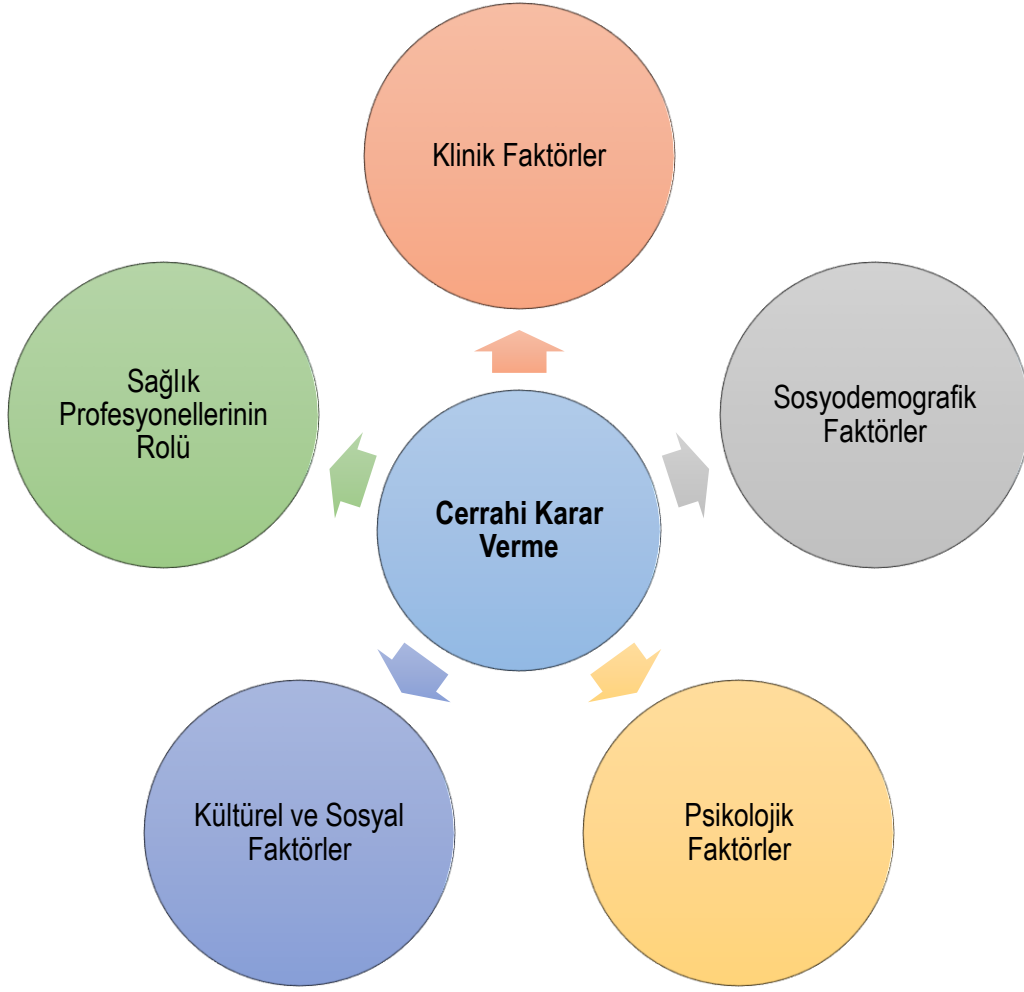 Klinik Faktörler
Sosyodemografik
Faktörler
Psikolojik
Faktörler
Kültürel ve Sosyal
Faktörler
Sağlık
Profesyonellerinin
Rolü
Cerrahi Karar
Verme